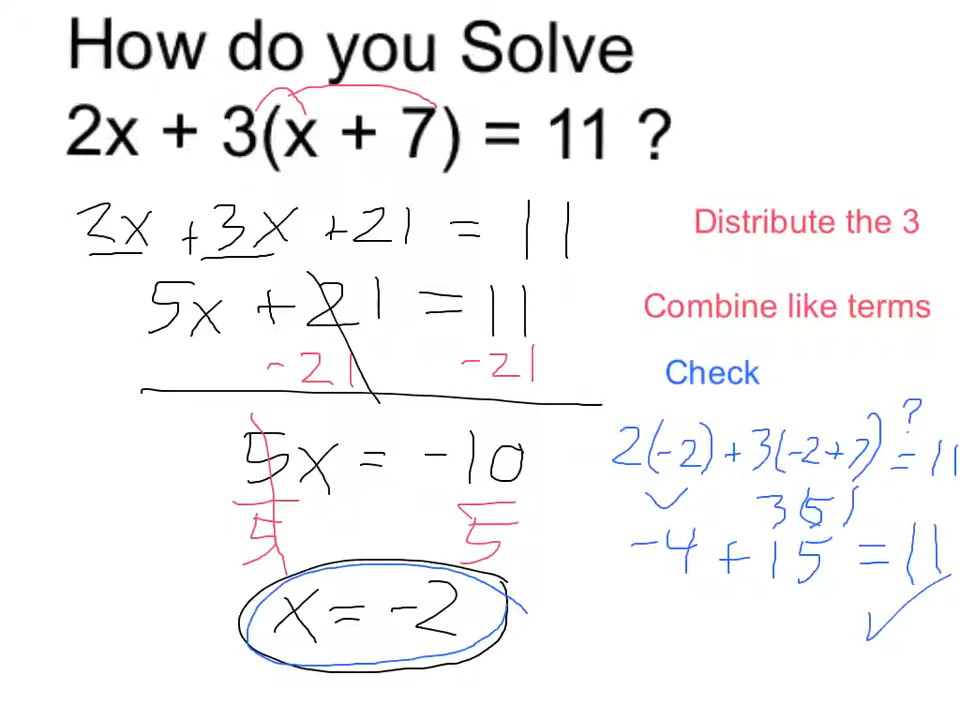 How do you Solve
2x + 3(x + 7) = 11 ?
2x + 3x + 21 = 11
Distribute the 3
5x + 21 = 11
Combine like terms
-21 -21
Check
5x = -10
5 5
x = -2
2(-2) + 3(-2+7) ?= 11
3(5)
-4 + 15 = 11